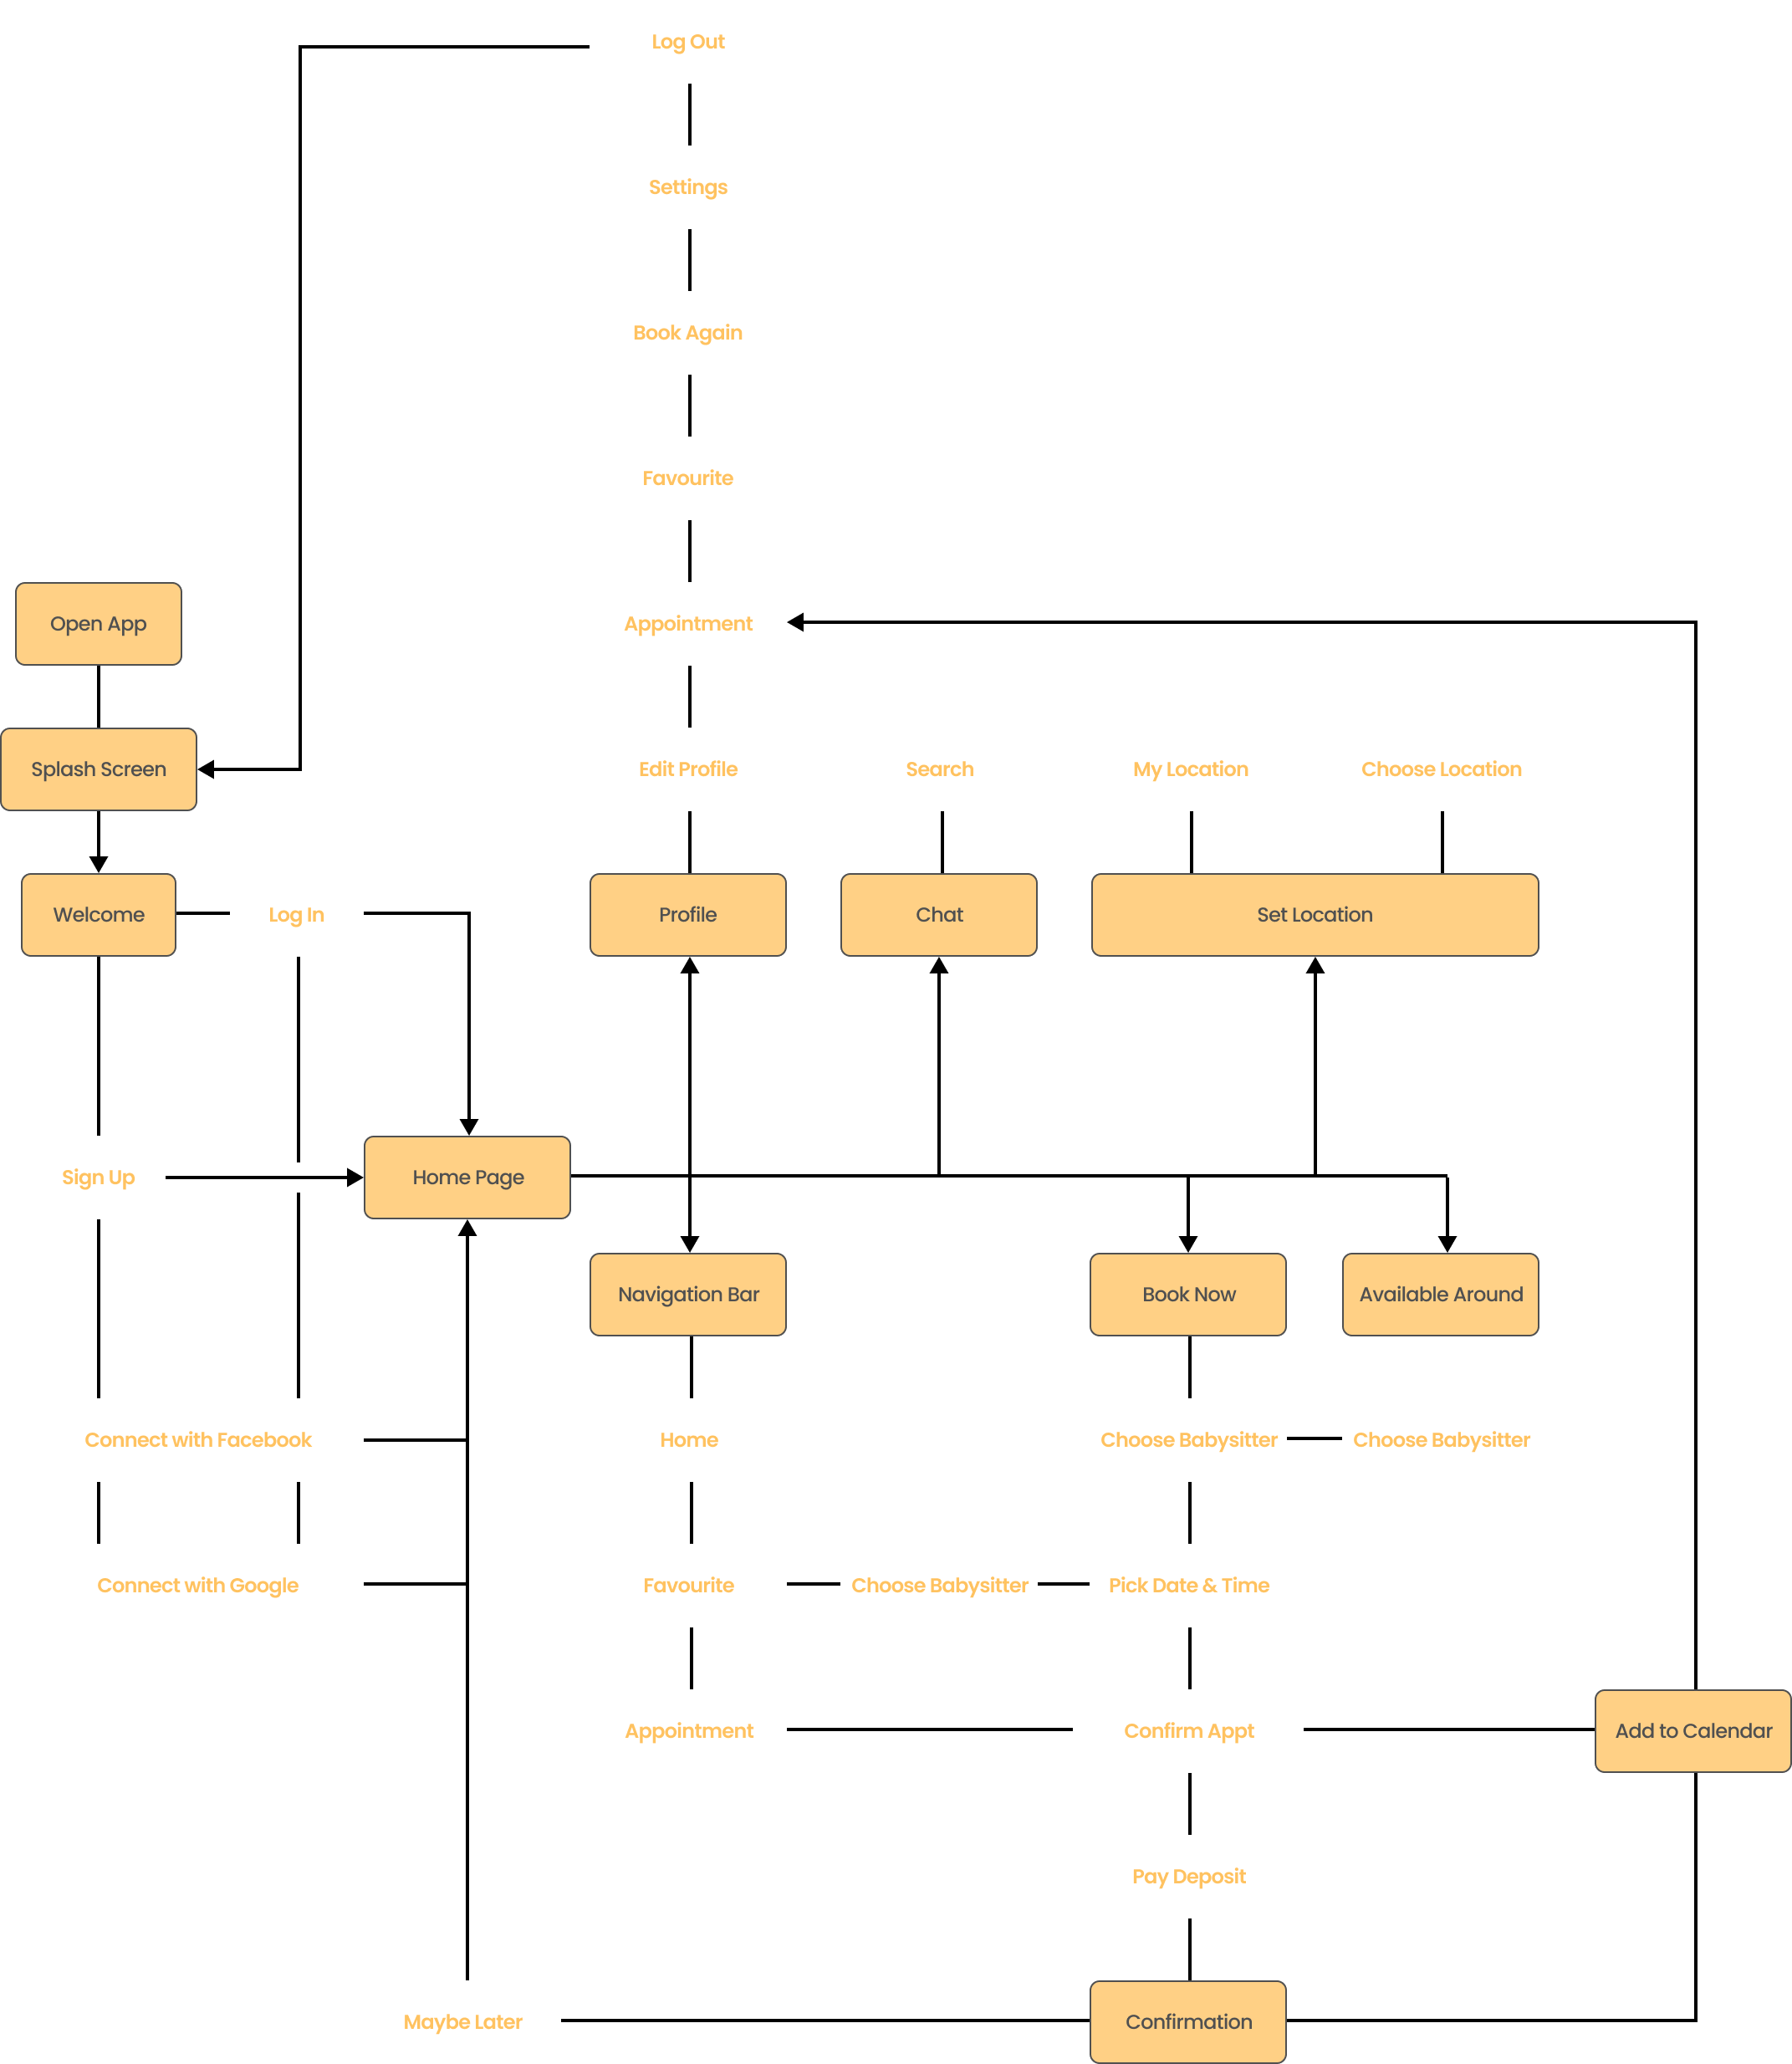 Log Out
Settings
Book Again
Favourite
Open App
Appointment
Splash Screen
Edit Profile
Search
My Location
Choose Location
Welcome
Log In
Profile
Chat
Set Location
Sign Up
Home Page
Navigation Bar
Book Now
Available Around
Connect with Facebook
Home
Choose Babysitter
Choose Babysitter
Connect with Google
Favourite
Choose Babysitter
Pick Date & Time
Appointment
Confirm Appt
Add to Calendar
Pay Deposit
Maybe Later
Confirmation